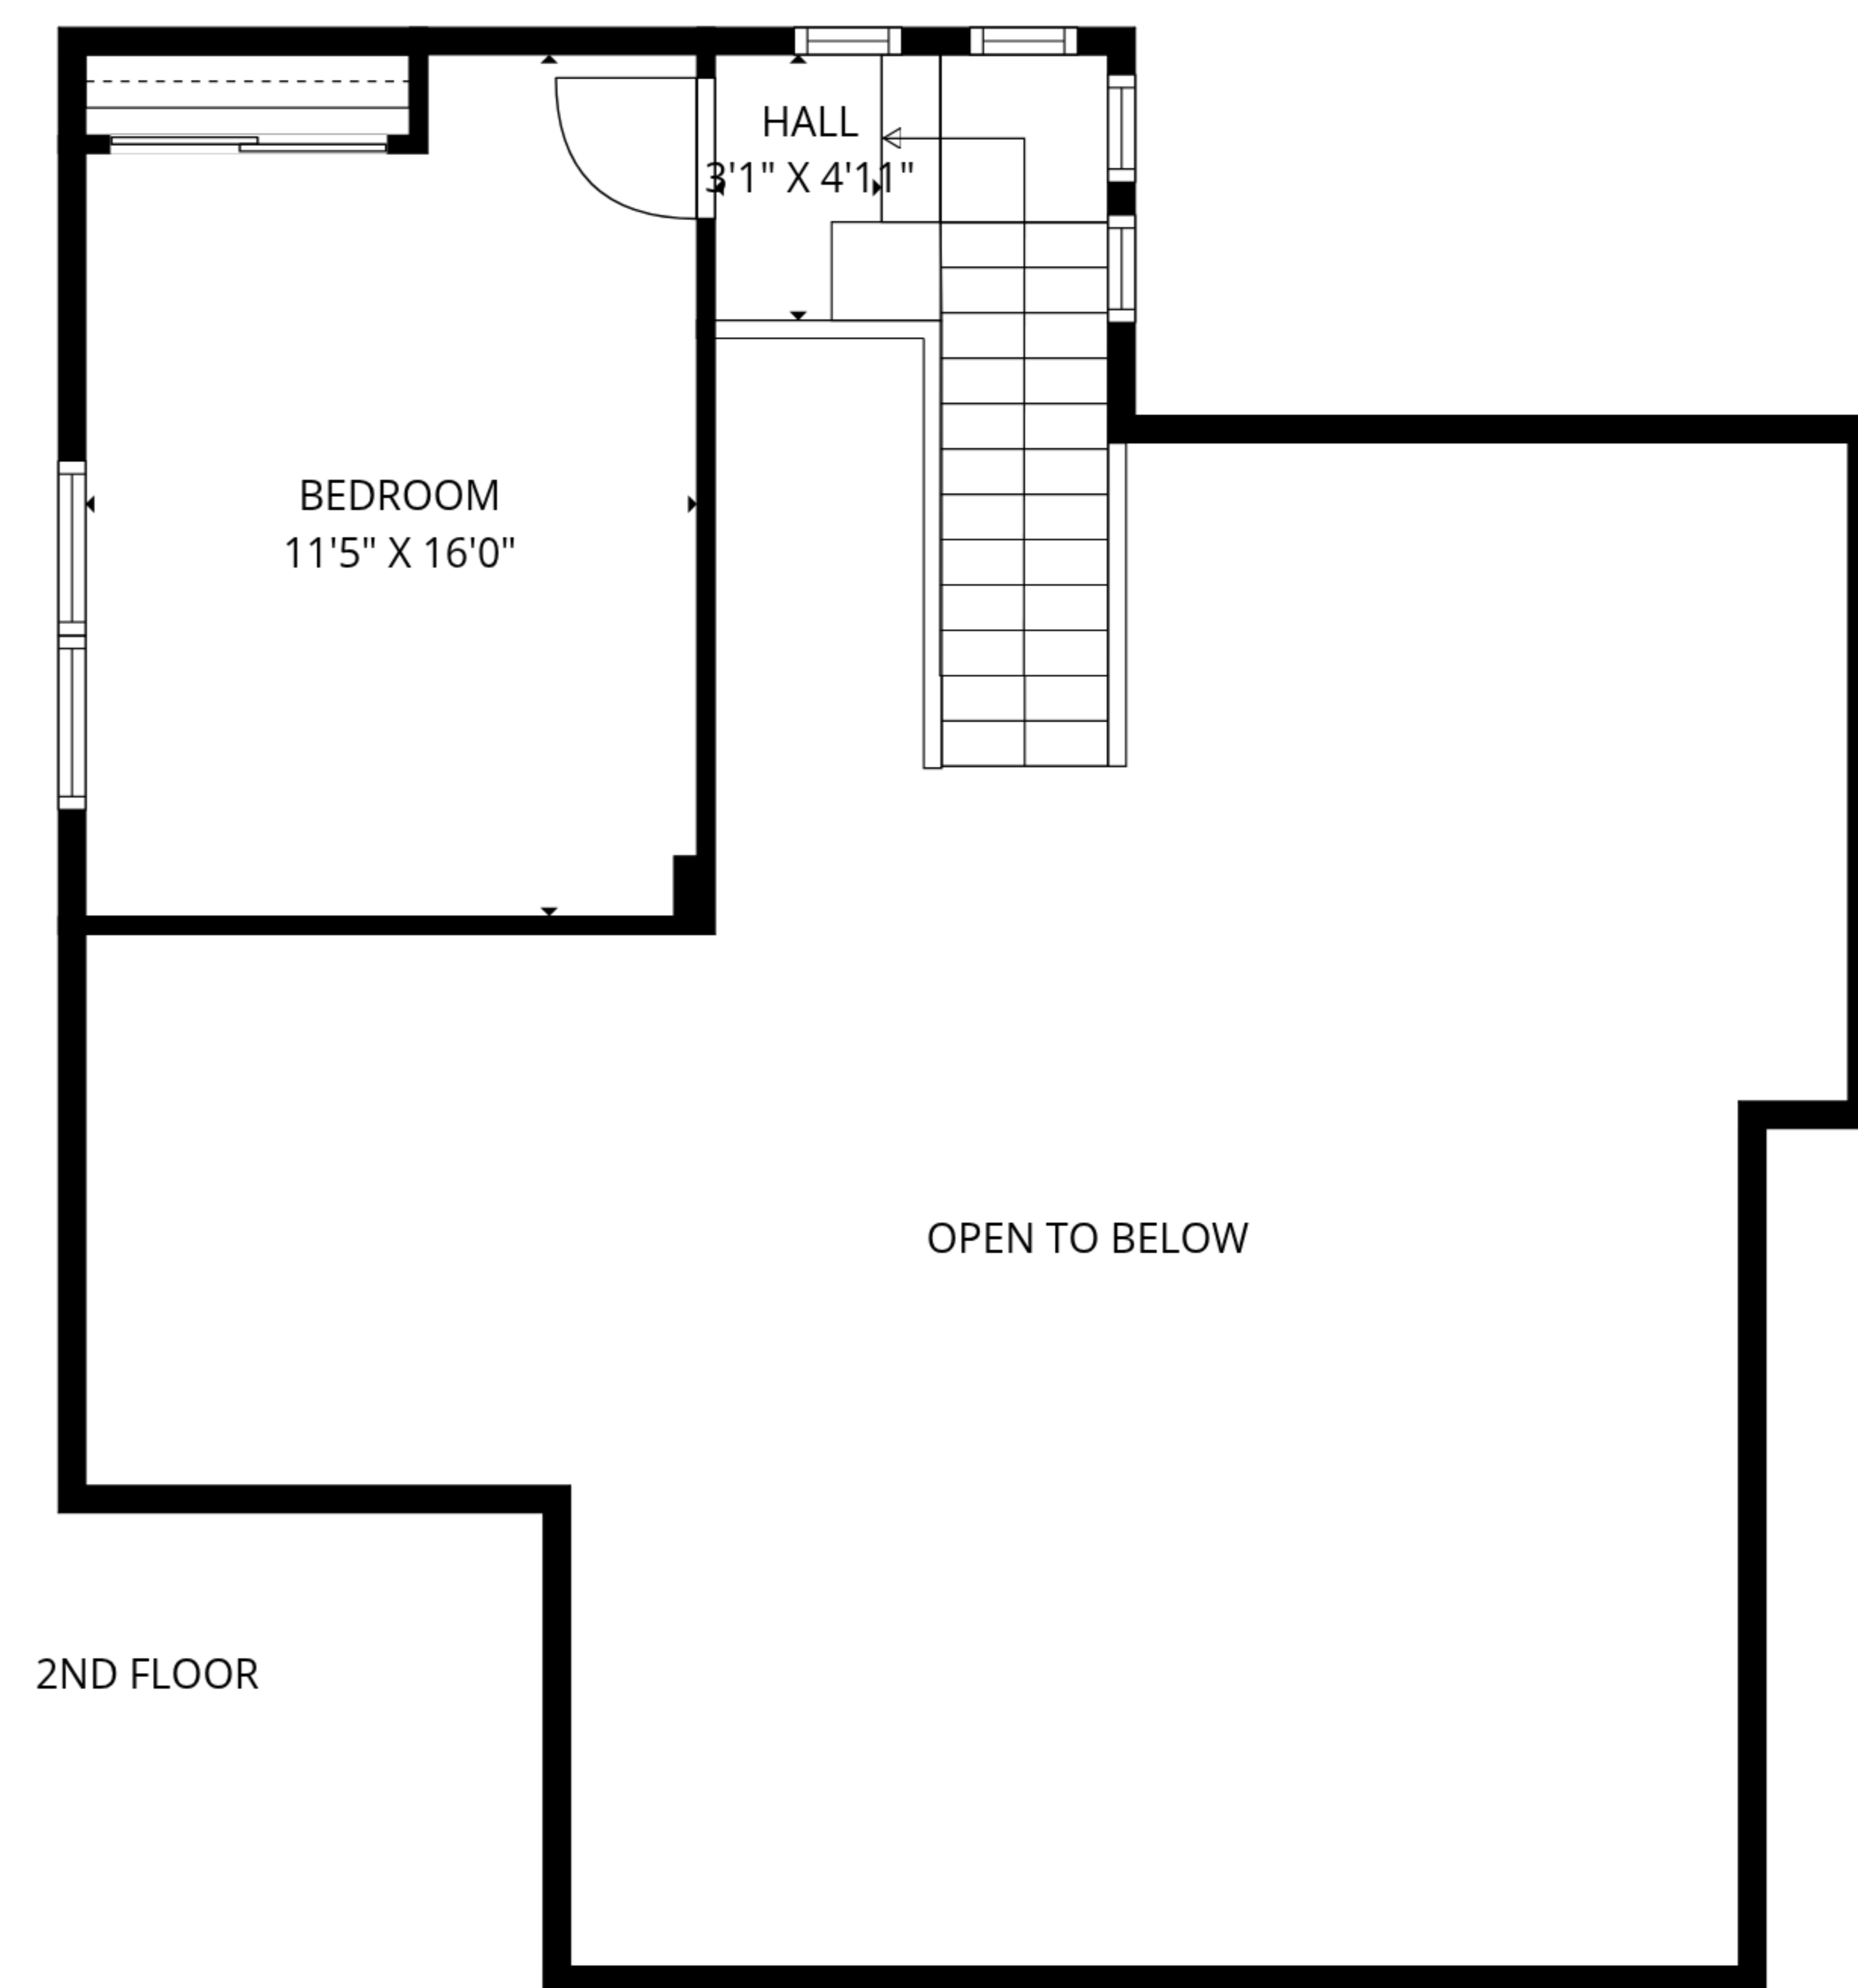 HALL
3'1" X 4'11"
BEDROOM
11'5" X 16'0"
OPEN TO BELOW
2ND FLOOR